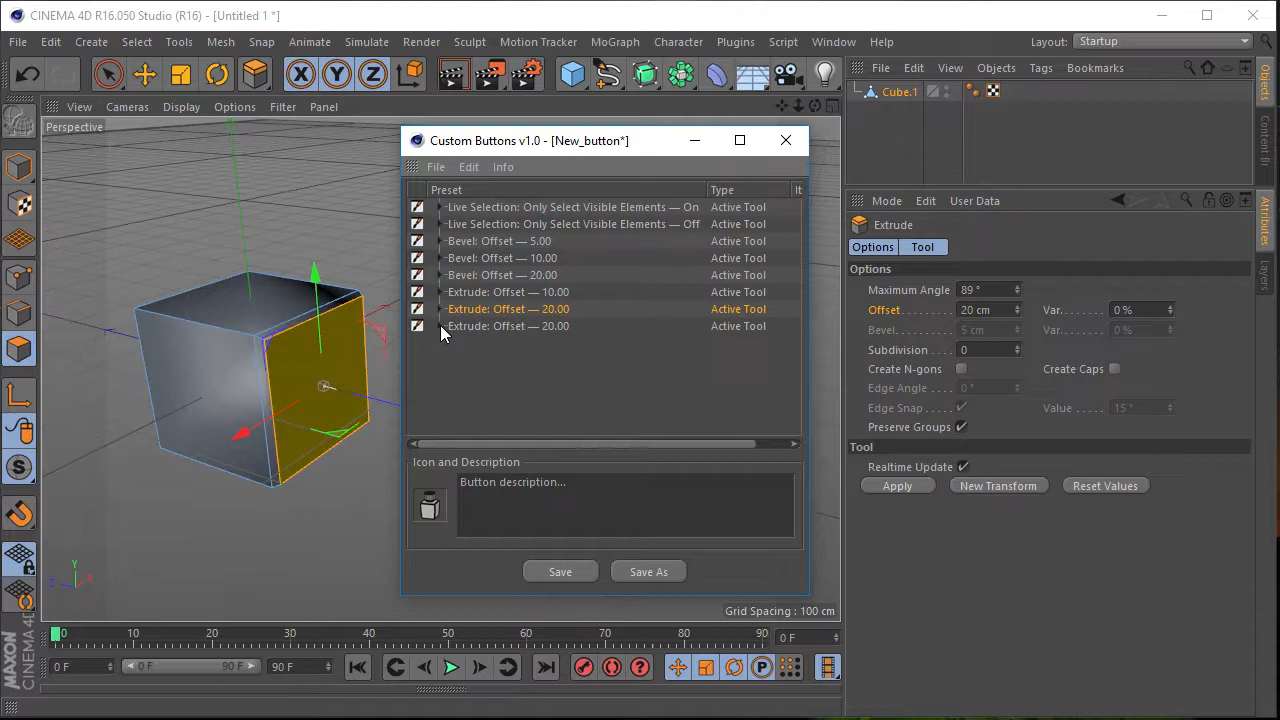 CINEMA 4D R16.050 Studio (R16) - [Untitled 1 *]
File Edit Create Select Tools Mesh Snap Animate Simulate Render Sculpt Motion Tracker MoGraph Character Plugins Script Window Help Layout: Startup
X Y Z
File Edit View Objects Tags Bookmarks
View Cameras Display Options Filter Panel
Perspective
Cube.1
Objects
Content Br
Custom Buttons v1.0 - [New_button*]
File Edit Info
Preset Type It
Live Selection: Only Select Visible Elements — On Active Tool
Live Selection: Only Select Visible Elements — Off Active Tool
Bevel: Offset — 5.00 Active Tool
Bevel: Offset — 10.00 Active Tool
Bevel: Offset — 20.00 Active Tool
Extrude: Offset — 10.00 Active Tool
Extrude: Offset — 20.00 Active Tool
Extrude: Offset — 20.00 Active Tool
Icon and Description
Button description...
Save Save As
Mode Edit User Data
Extrude
Options Tool
Options
Maximum Angle 89 °
Offset 20 cm Var. 0 %
Bevel 5 cm Var. 0 %
Subdivision 0
Create N-gons Create Caps
Edge Angle 0 °
Edge Snap Value 15 °
Preserve Groups
Tool
Realtime Update
Apply New Transform Reset Values
Attributes
Layers
S
Y
Z X
Grid Spacing : 100 cm
0 10 20 30 40 50 60 70 80 90 0 F
0 F 0 F 90 F 90 F
P
MAXON CINEMA 4D